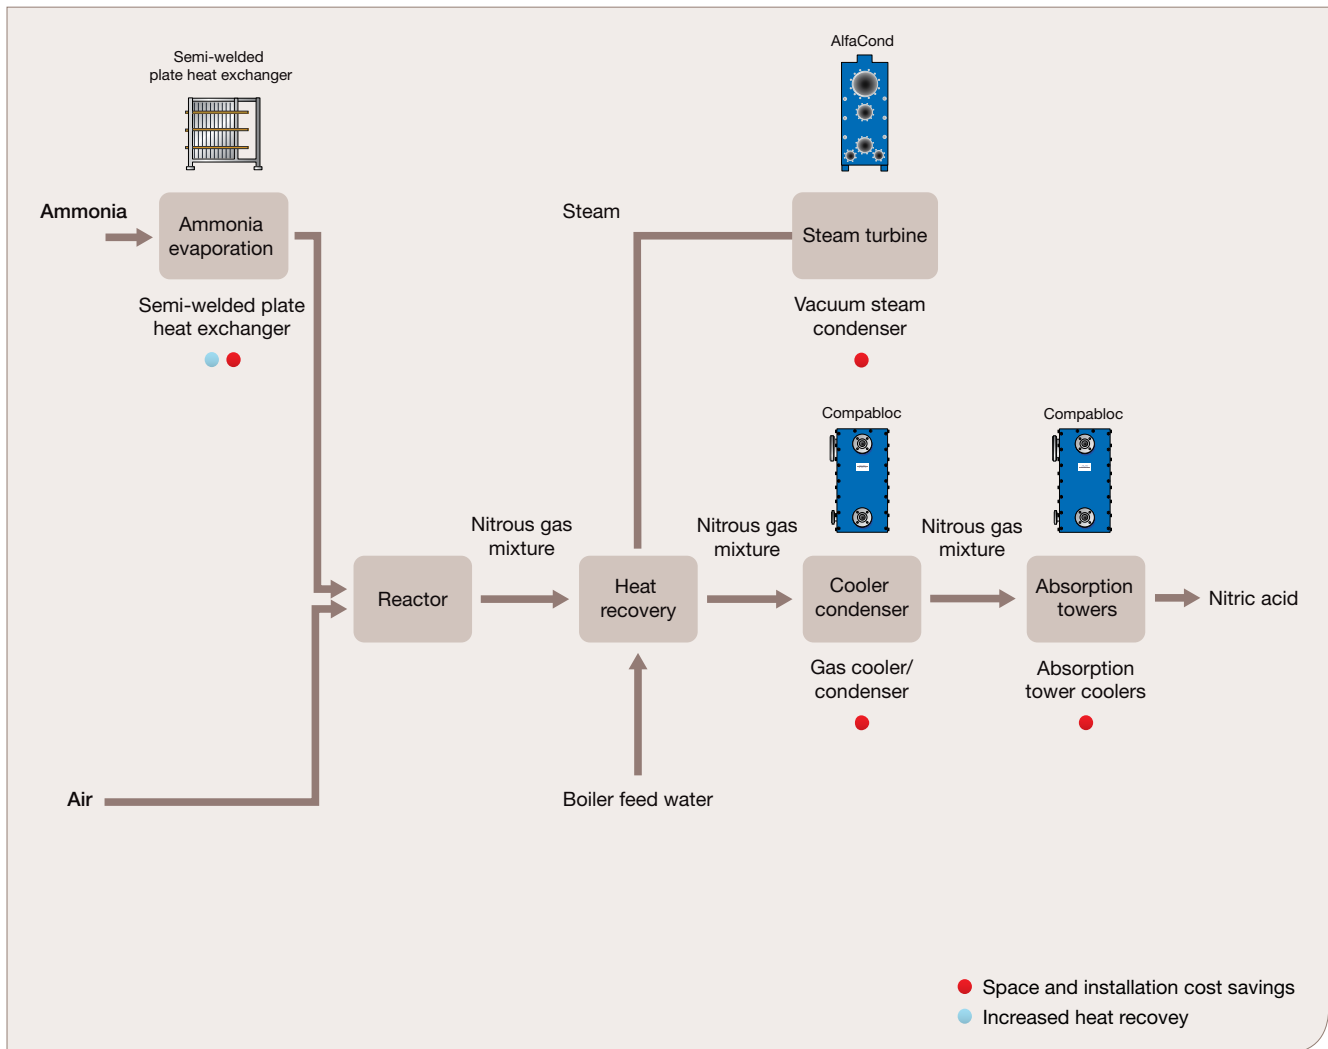 Semi-welded
plate heat exchanger
AlfaCond
Ammonia
Ammonia
evaporation
Steam
Steam turbine
Semi-welded plate
heat exchanger
Vacuum steam
condenser
Compabloc
Compabloc
Nitrous gas
mixture
Nitrous gas
mixture
Nitrous gas
mixture
Reactor
Heat
recovery
Cooler
condenser
Absorption
towers
Nitric acid
Gas cooler/
condenser
Absorption
tower coolers
Air
Boiler feed water
Space and installation cost savings
Increased heat recovey